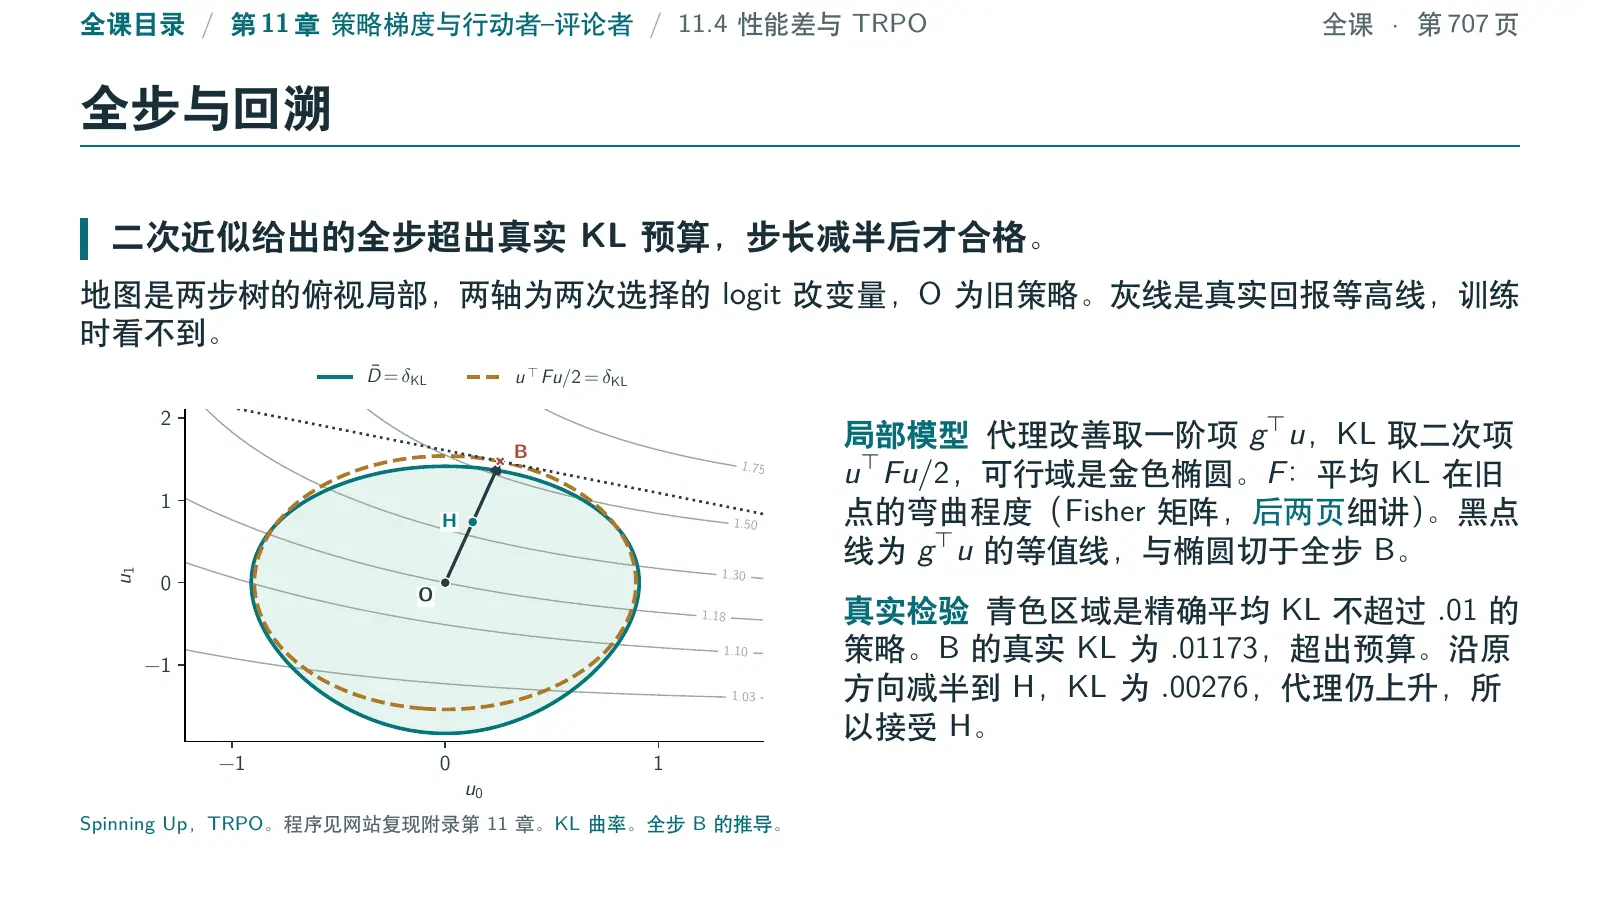 全课目录 / 第11章 策略梯度与行动者–评论者 / 11.4 性能差与 TRPO
全课 · 第707页
全步与回溯
二次近似给出的全步超出真实 KL 预算，步长减半后才合格。
地图是两步树的俯视局部，两轴为两次选择的 logit 改变量，O 为旧策略。灰线是真实回报等高线，训练
时看不到。
D̄ = δ_KL
u⊤Fu/2 = δ_KL
2
1
0
−1
u₁
B
H
O
1.75
1.50
1.30
1.18
1.10
1.03
−1
0
1
u₀
局部模型 代理改善取一阶项 g⊤u，KL 取二次项
u⊤Fu/2，可行域是金色椭圆。F：平均 KL 在旧
点的弯曲程度（Fisher 矩阵，后两页细讲）。黑点
线为 g⊤u 的等值线，与椭圆切于全步 B。
真实检验 青色区域是精确平均 KL 不超过 .01 的
策略。B 的真实 KL 为 .01173，超出预算。沿原
方向减半到 H，KL 为 .00276，代理仍上升，所
以接受 H。
Spinning Up，TRPO。程序见网站复现附录第 11 章。KL 曲率。全步 B 的推导。